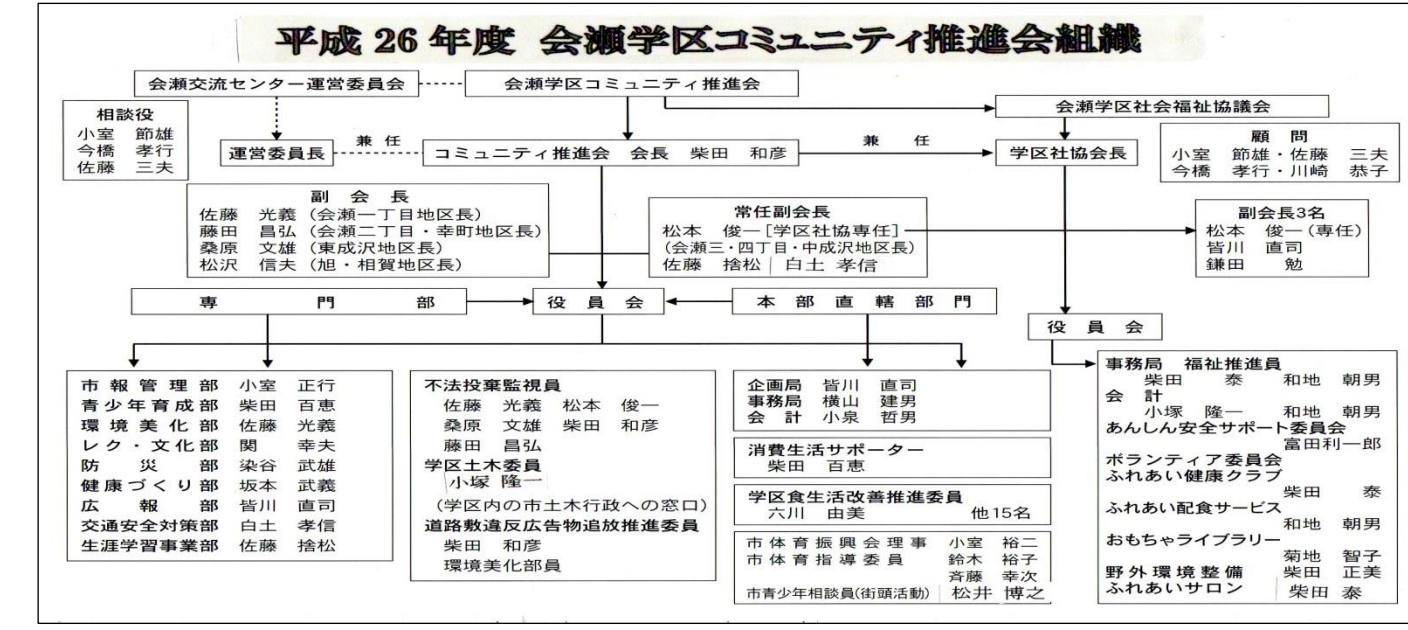 平成 26 年度 会瀬学区コミュニティ推進会組織
会瀬交流センター運営委員会
会瀬学区コミュニティ推進会
会瀬学区社会福祉協議会
相談役
小室 節雄
今橋 孝行
佐藤 三夫
運営委員長
兼 任
コミュニティ推進会 会長 柴田 和彦
兼 任
学区社協会長
顧 問
小室 節雄・佐藤 三夫
今橋 孝行・川崎 恭子
副 会 長
佐藤 光義 (会瀬一丁目地区長)
藤田 昌弘 (会瀬二丁目・幸町地区長)
桑原 文雄 (東成沢地区長)
松沢 信夫 (旭・相賀地区長)
常任副会長
松本 俊一 [学区社協専任]
(会瀬三・四丁目・中成沢地区長)
佐藤 捨松 白土 孝信
副会長3名
松本 俊一 (専任)
皆川 直司
鎌田 勉
専 門 部
役 員 会
本 部 直 轄 部 門
役 員 会
市 報 管 理 部 小室 正行
青少年育成部 柴田 百恵
環 境 美 化 部 佐藤 光義
レク・文化部 関 幸夫
防 災 部 染谷 武雄
健康づくり部 坂本 武義
広 報 部 皆川 直司
交通安全対策部 白土 孝信
生涯学習事業部 佐藤 捨松
不法投棄監視員
佐藤 光義 松本 俊一
桑原 文雄 柴田 和彦
藤田 昌弘
学区土木委員
小塚 隆一
(学区内の市土木行政への窓口)
道路敷違反広告物追放推進委員
柴田 和彦
環境美化部員
企画局 皆川 直司
事務局 横山 建男
会 計 小泉 哲男
消費生活サポーター
柴田 百恵
学区食生活改善推進委員
六川 由美 他15名
市体育振興会理事 小室 裕二
市体育指導委員 鈴木 裕子
斉藤 幸次
市青少年相談員(街頭活動) 松井 博之
事務局 福祉推進員
柴田 泰 和地 朝男
会 計
小塚 隆一 和地 朝男
あんしん安全サポート委員会
富田利一郎
ボランティア委員会
ふれあい健康クラブ
柴田 泰
ふれあい配食サービス
和地 朝男
おもちゃライブラリー
菊地 智子
野外環境整備 柴田 正美
ふれあいサロン 柴田 泰